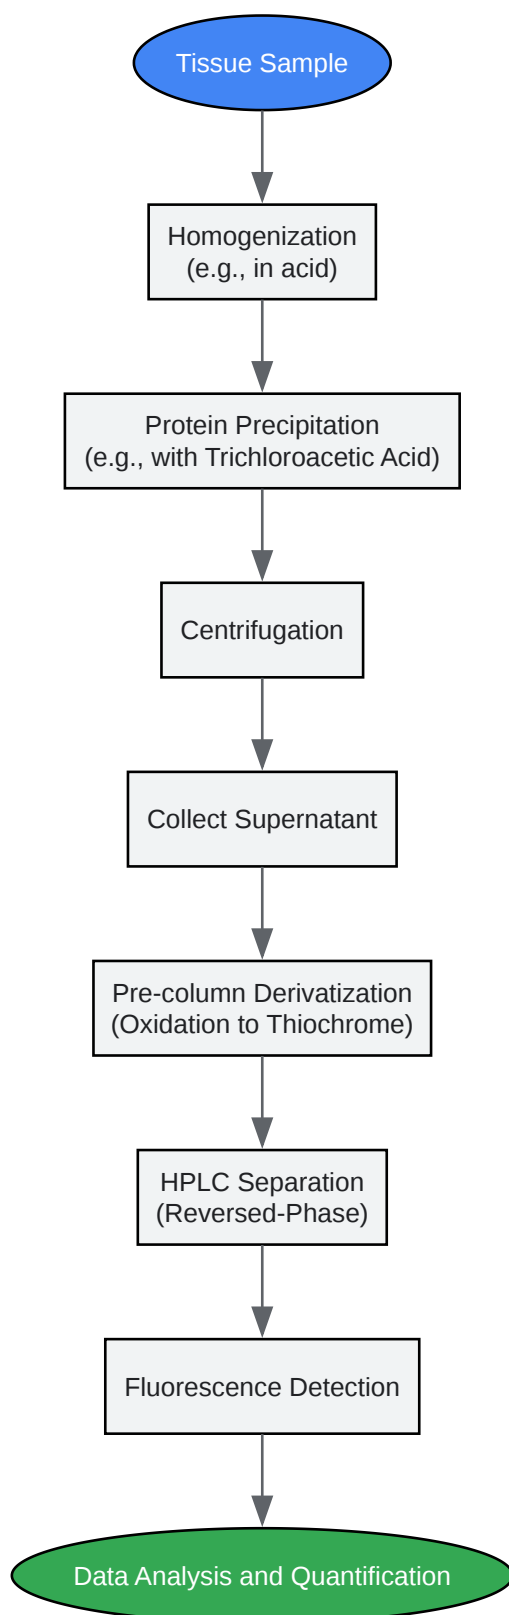 Tissue Sample
Homogenization
(e.g., in acid)
Protein Precipitation
(e.g., with Trichloroacetic Acid)
Centrifugation
Collect Supernatant
Pre-column Derivatization
(Oxidation to Thiochrome)
HPLC Separation
(Reversed-Phase)
Fluorescence Detection
Data Analysis and Quantification